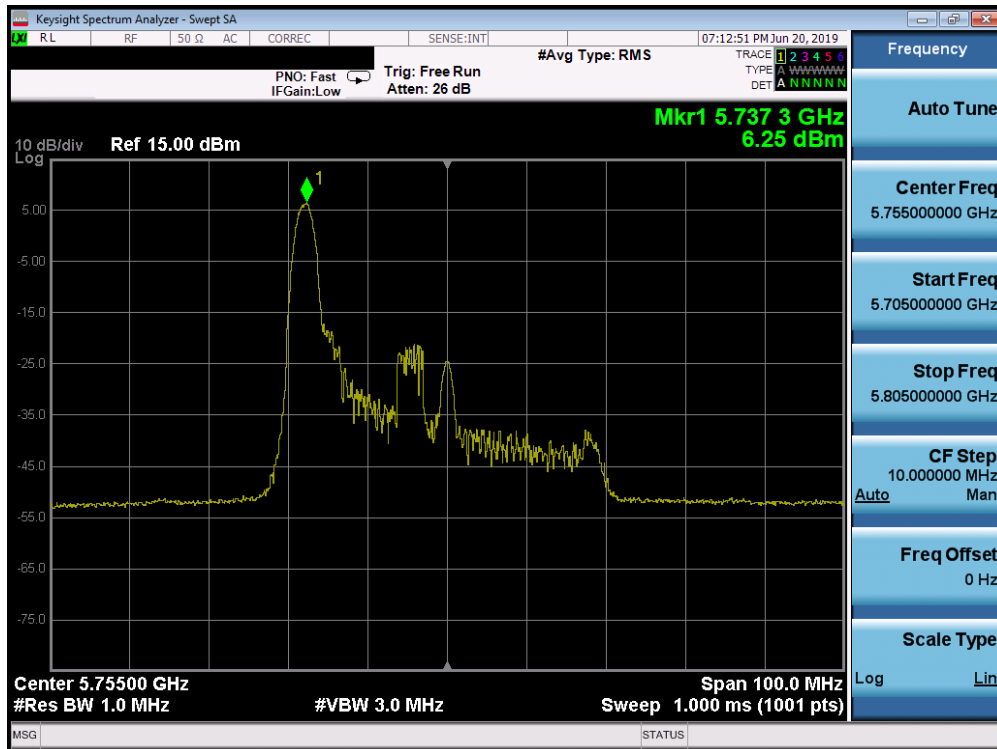 Keysight Spectrum Analyzer - Swept SA
LXI RL RF 50 Ω AC CORREC SENSE:INT 07:12:51 PM Jun 20, 2019
#Avg Type: RMS
TRACE 1 2 3 4 5 6
TYPE A WWWWW
DET A N N N N N
PNO: Fast
IFGain:Low
Trig: Free Run
Atten: 26 dB
Mkr1 5.737 3 GHz
6.25 dBm
10 dB/div Ref 15.00 dBm
Log
1
5.00
-5.00
-15.0
-25.0
-35.0
-45.0
-55.0
-65.0
-75.0
Center 5.75500 GHz Span 100.0 MHz
#Res BW 1.0 MHz #VBW 3.0 MHz Sweep 1.000 ms (1001 pts)
MSG STATUS
Frequency
Auto Tune
Center Freq
5.755000000 GHz
Start Freq
5.705000000 GHz
Stop Freq
5.805000000 GHz
CF Step
10.000000 MHz
Auto Man
Freq Offset
0 Hz
Scale Type
Log Lin